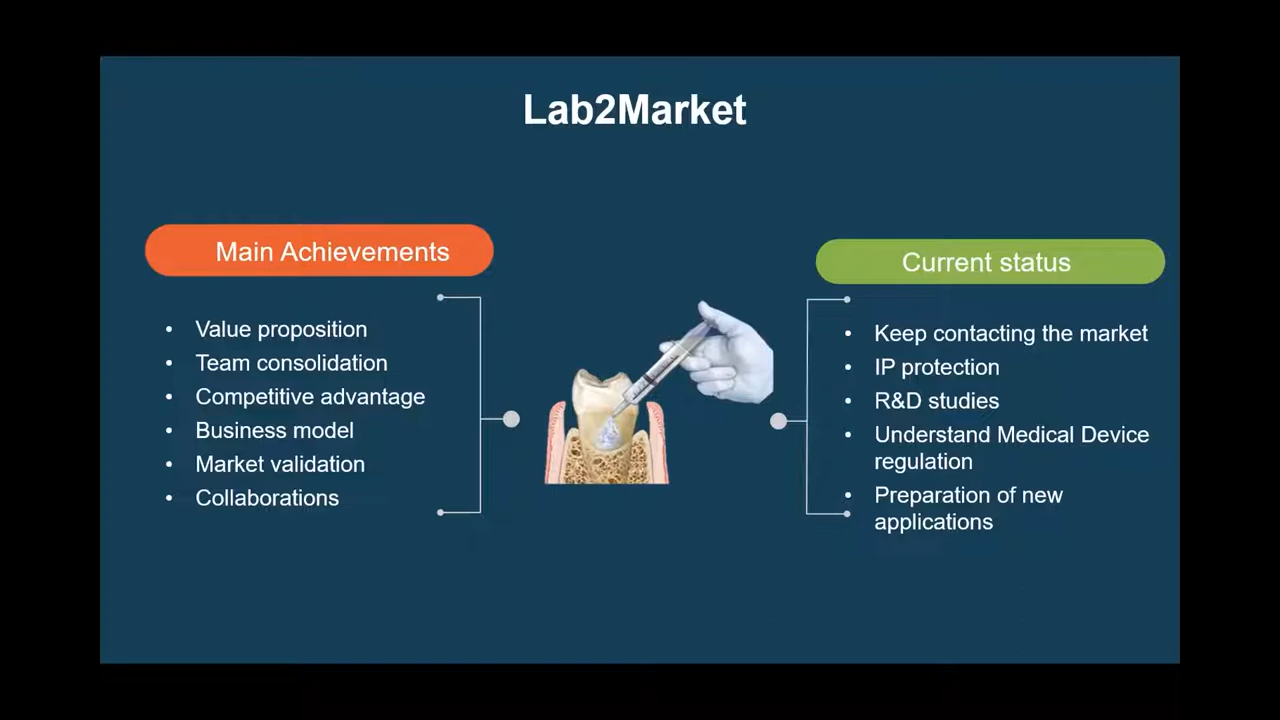 Lab2Market
Main Achievements
• Value proposition
• Team consolidation
• Competitive advantage
• Business model
• Market validation
• Collaborations
Current status
• Keep contacting the market
• IP protection
• R&D studies
• Understand Medical Device
regulation
• Preparation of new
applications